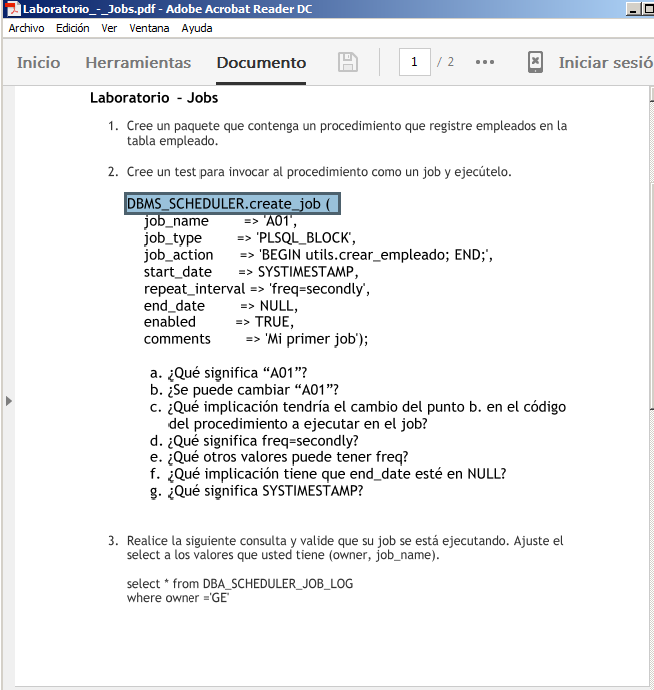 Laboratorio_-_Jobs.pdf - Adobe Acrobat Reader DC
Archivo Edición Ver Ventana Ayuda
Inicio Herramientas Documento 1 / 2 Iniciar sesió
Laboratorio - Jobs
1. Cree un paquete que contenga un procedimiento que registre empleados en la
tabla empleado.
2. Cree un test para invocar al procedimiento como un job y ejecútelo.
DBMS_SCHEDULER.create_job (
job_name => 'A01',
job_type => 'PLSQL_BLOCK',
job_action => 'BEGIN utils.crear_empleado; END;',
start_date => SYSTIMESTAMP,
repeat_interval => 'freq=secondly',
end_date => NULL,
enabled => TRUE,
comments => 'Mi primer job');
a. ¿Qué significa “A01”?
b. ¿Se puede cambiar “A01”?
c. ¿Qué implicación tendría el cambio del punto b. en el código
del procedimiento a ejecutar en el job?
d. ¿Qué significa freq=secondly?
e. ¿Qué otros valores puede tener freq?
f. ¿Qué implicación tiene que end_date esté en NULL?
g. ¿Qué significa SYSTIMESTAMP?
3. Realice la siguiente consulta y valide que su job se está ejecutando. Ajuste el
select a los valores que usted tiene (owner, job_name).
select * from DBA_SCHEDULER_JOB_LOG
where owner ='GE'